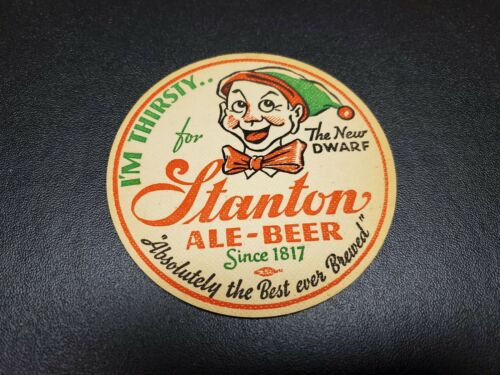 I'M THIRSTY..
for
The New
DWARF
Stanton
ALE-BEER
Since 1817
"Absolutely the Best ever Brewed"